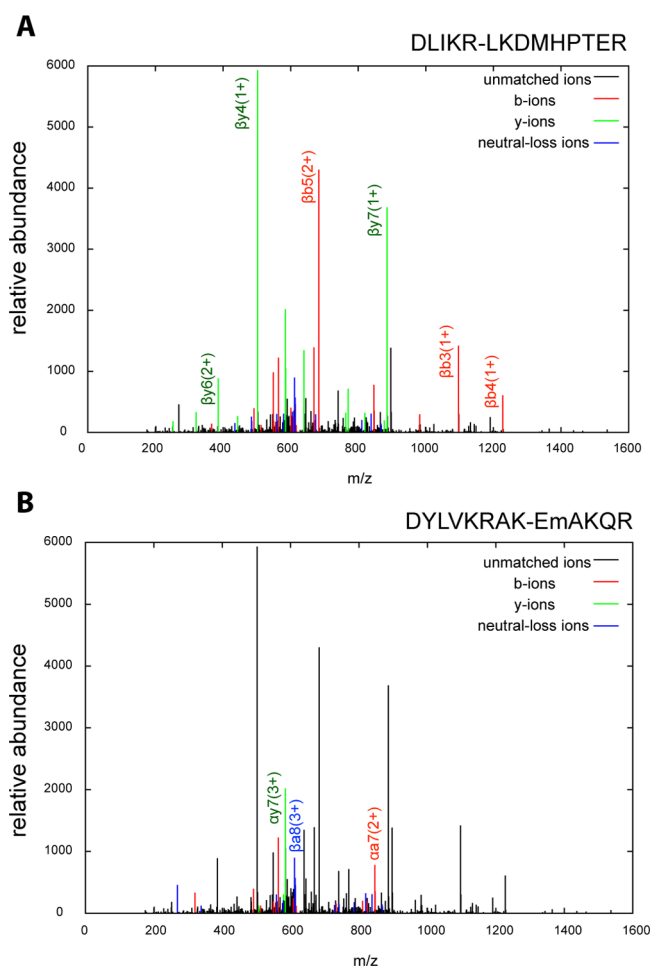 A
DLIKR-LKDMHPTER
6000
5000
4000
3000
2000
1000
0
relative abundance
unmatched ions
b-ions
y-ions
neutral-loss ions
βy6(2+)
βy4(1+)
βb5(2+)
βy7(1+)
βb3(1+)
βb4(1+)
0 200 400 600 800 1000 1200 1400 1600
m/z
B
DYLVKRAK-EmAKQR
6000
5000
4000
3000
2000
1000
0
relative abundance
unmatched ions
b-ions
y-ions
neutral-loss ions
αy7(3+)
βa8(3+)
αa7(2+)
0 200 400 600 800 1000 1200 1400 1600
m/z